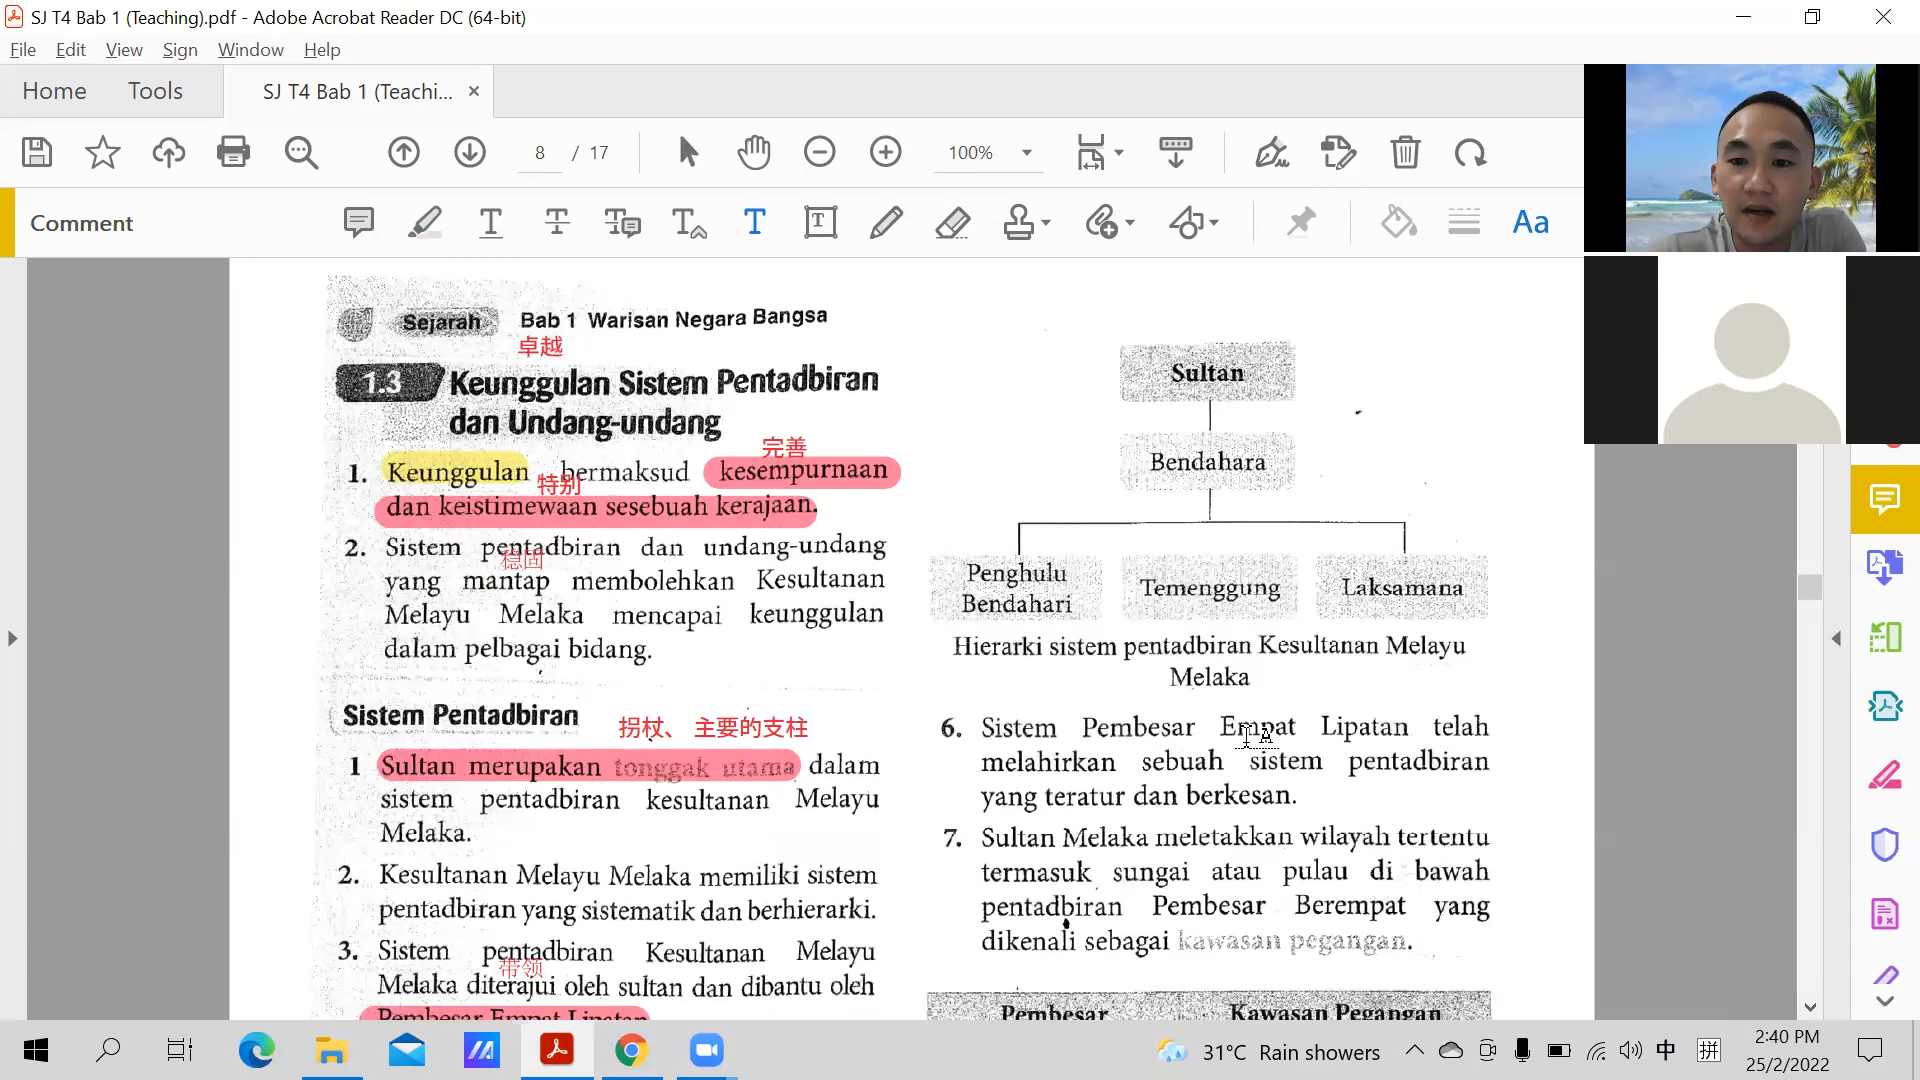 SJ T4 Bab 1 (Teaching).pdf - Adobe Acrobat Reader DC (64-bit)
File Edit View Sign Window Help
Home Tools SJ T4 Bab 1 (Teachi... ×
8 / 17 100%
Comment
Aa
Sejarah Bab 1 Warisan Negara Bangsa
卓越
1.3 Keunggulan Sistem Pentadbiran
dan Undang-undang
完善
1. Keunggulan bermaksud kesempurnaan
特别
dan keistimewaan sesebuah kerajaan.
2. Sistem pentadbiran dan undang-undang
稳固
yang mantap membolehkan Kesultanan
Melayu Melaka mencapai keunggulan
dalam pelbagai bidang.
Sistem Pentadbiran
拐杖、 主要的支柱
1 Sultan merupakan tonggak utama dalam
sistem pentadbiran kesultanan Melayu
Melaka.
2. Kesultanan Melayu Melaka memiliki sistem
pentadbiran yang sistematik dan berhierarki.
3. Sistem pentadbiran Kesultanan Melayu
带领
Melaka diterajui oleh sultan dan dibantu oleh
Pembesar Empat Lipatan
Sultan
Bendahara
Penghulu
Bendahari
Temenggung
Laksamana
Hierarki sistem pentadbiran Kesultanan Melayu
Melaka
6. Sistem Pembesar Empat Lipatan telah
melahirkan sebuah sistem pentadbiran
yang teratur dan berkesan.
7. Sultan Melaka meletakkan wilayah tertentu
termasuk sungai atau pulau di bawah
pentadbiran Pembesar Berempat yang
dikenali sebagai kawasan pegangan.
Pembesar Kawasan Pegangan
31°C Rain showers
中
拼
2:40 PM
25/2/2022